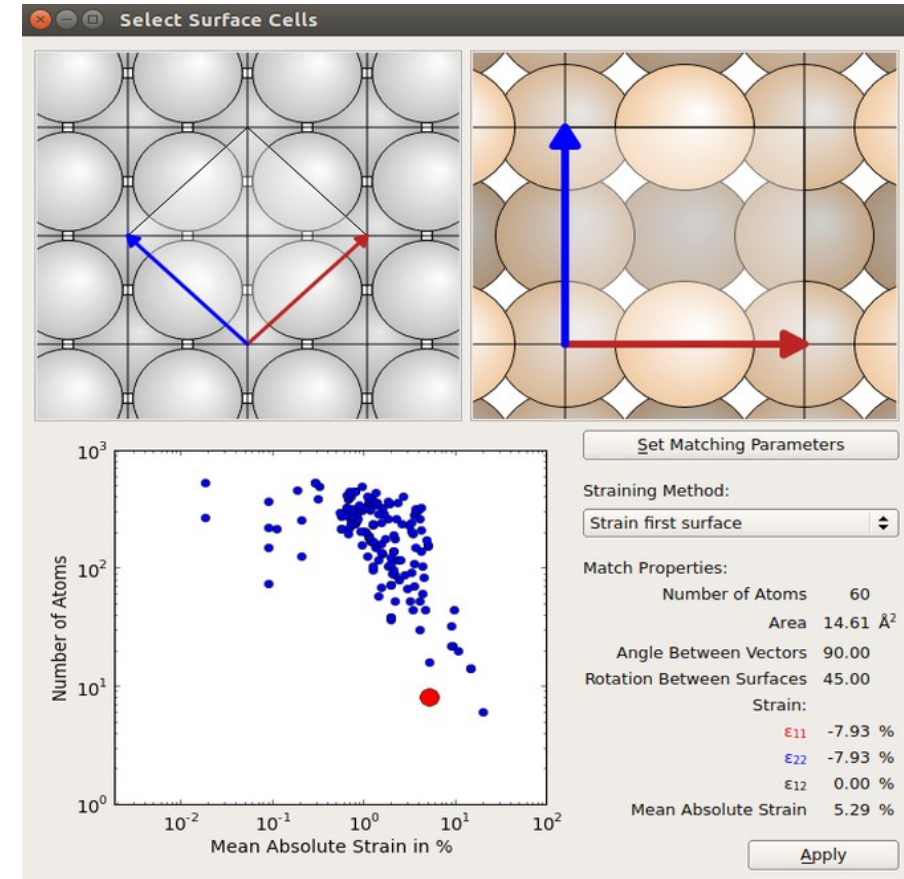 Select Surface Cells
Set Matching Parameters
Straining Method:
Strain first surface
Match Properties:
Number of Atoms 60
Area 14.61 Å²
Angle Between Vectors 90.00
Rotation Between Surfaces 45.00
Strain:
ε₁₁ -7.93 %
ε₂₂ -7.93 %
ε₁₂ 0.00 %
Mean Absolute Strain 5.29 %
Apply
Number of Atoms
10³
10²
10¹
10⁰
10⁻² 10⁻¹ 10⁰ 10¹ 10²
Mean Absolute Strain in %